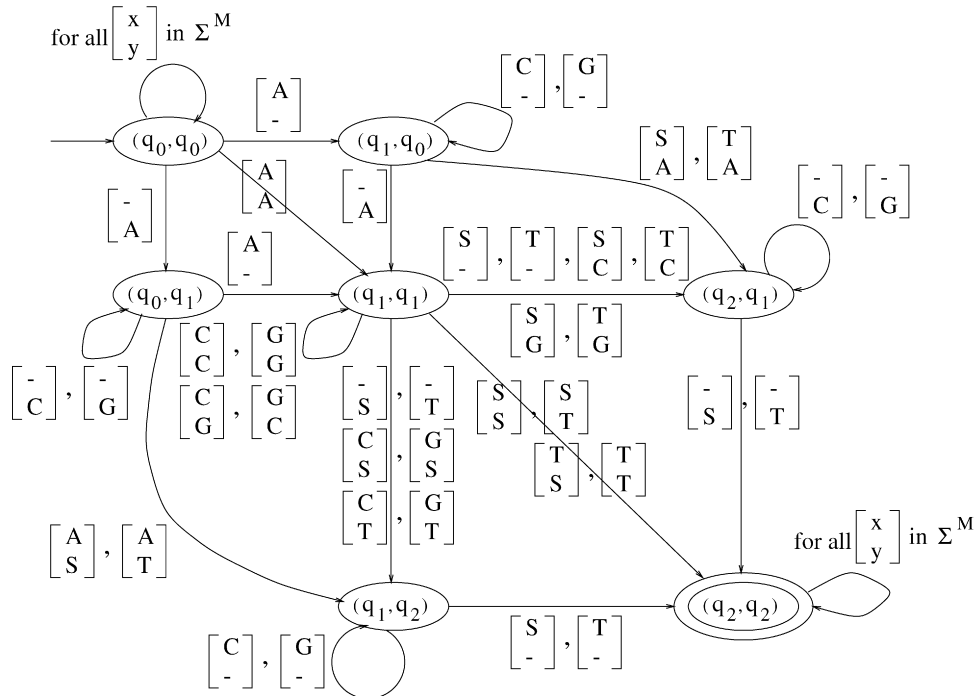 for all [x y] in Σ^M
[A -]
[C -] , [G -]
(q₀,q₀)
(q₁,q₀)
[S A] , [T A]
[- C] , [- G]
[- A]
[A A]
[- A]
[A -]
[S -] , [T -] , [S C] , [T C]
(q₀,q₁)
(q₁,q₁)
(q₂,q₁)
[S G] , [T G]
[C C] , [G G]
[- C] , [- G]
[C G] , [G C]
[- S] , [- T]
[S S] , [S T]
[- S] , [- T]
[C S] , [G S]
[T S] , [T T]
[C T] , [G T]
[A S] , [A T]
for all [x y] in Σ^M
(q₁,q₂)
(q₂,q₂)
[C -] , [G -]
[S -] , [T -]